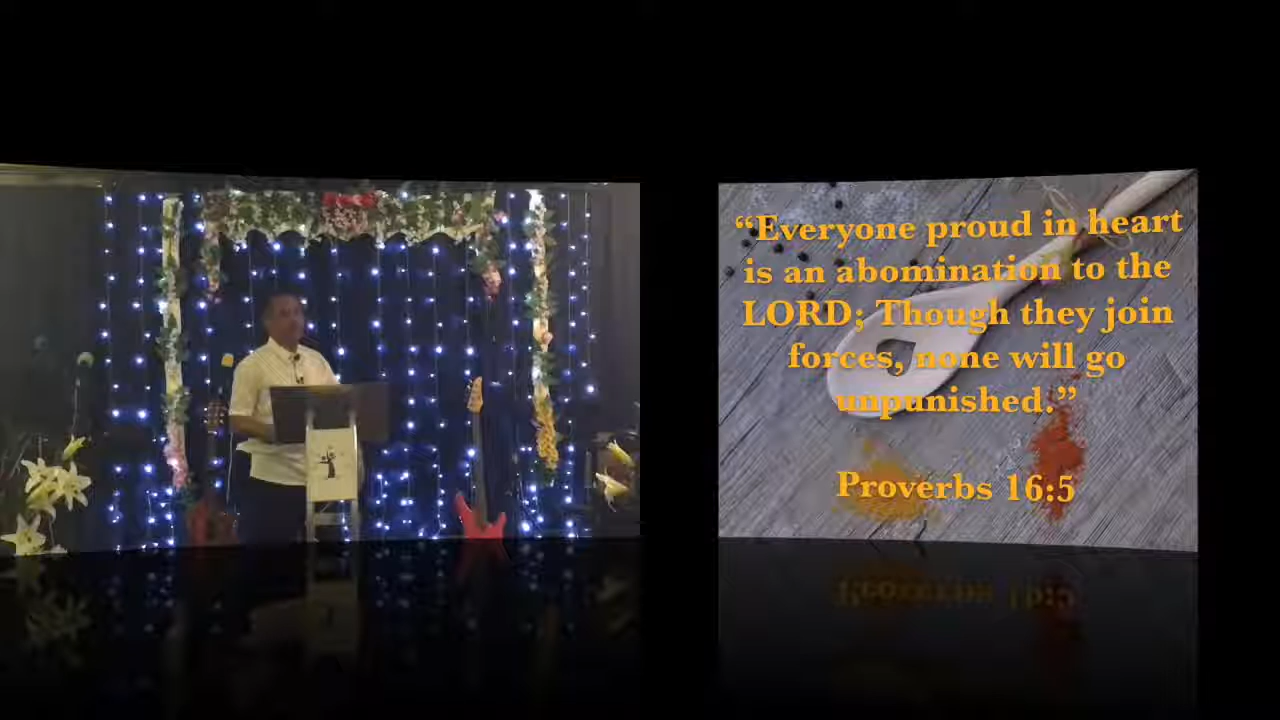 “Everyone proud in heart
is an abomination to the
LORD; Though they join
forces, none will go
unpunished.”
Proverbs 16:5